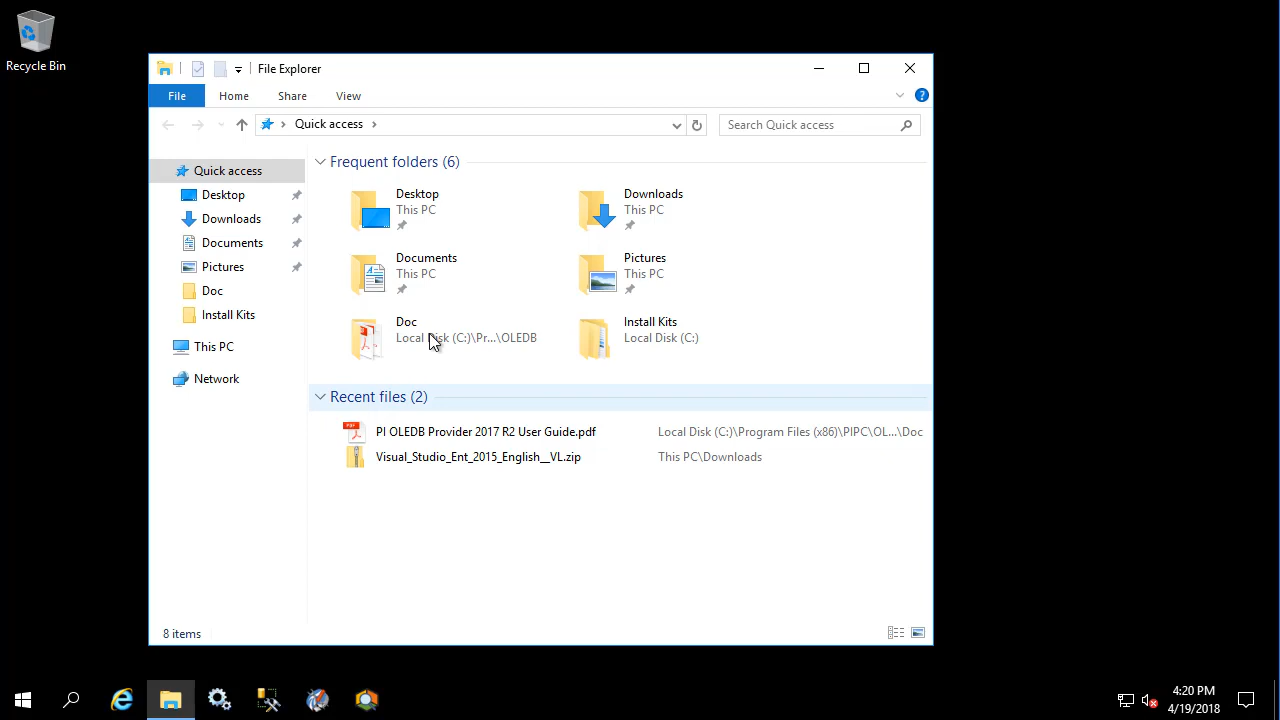 Recycle Bin
File Explorer
File Home Share View
Quick access
Search Quick access
Quick access
Desktop
Downloads
Documents
Pictures
Doc
Install Kits
This PC
Network
Frequent folders (6)
Desktop
This PC
Downloads
This PC
Documents
This PC
Pictures
This PC
Doc
Local Disk (C:)\Pr...\OLEDB
Install Kits
Local Disk (C:)
Recent files (2)
PI OLEDB Provider 2017 R2 User Guide.pdf Local Disk (C:)\Program Files (x86)\PIPC\OL...\Doc
Visual_Studio_Ent_2015_English__VL.zip This PC\Downloads
8 items
4:20 PM
4/19/2018